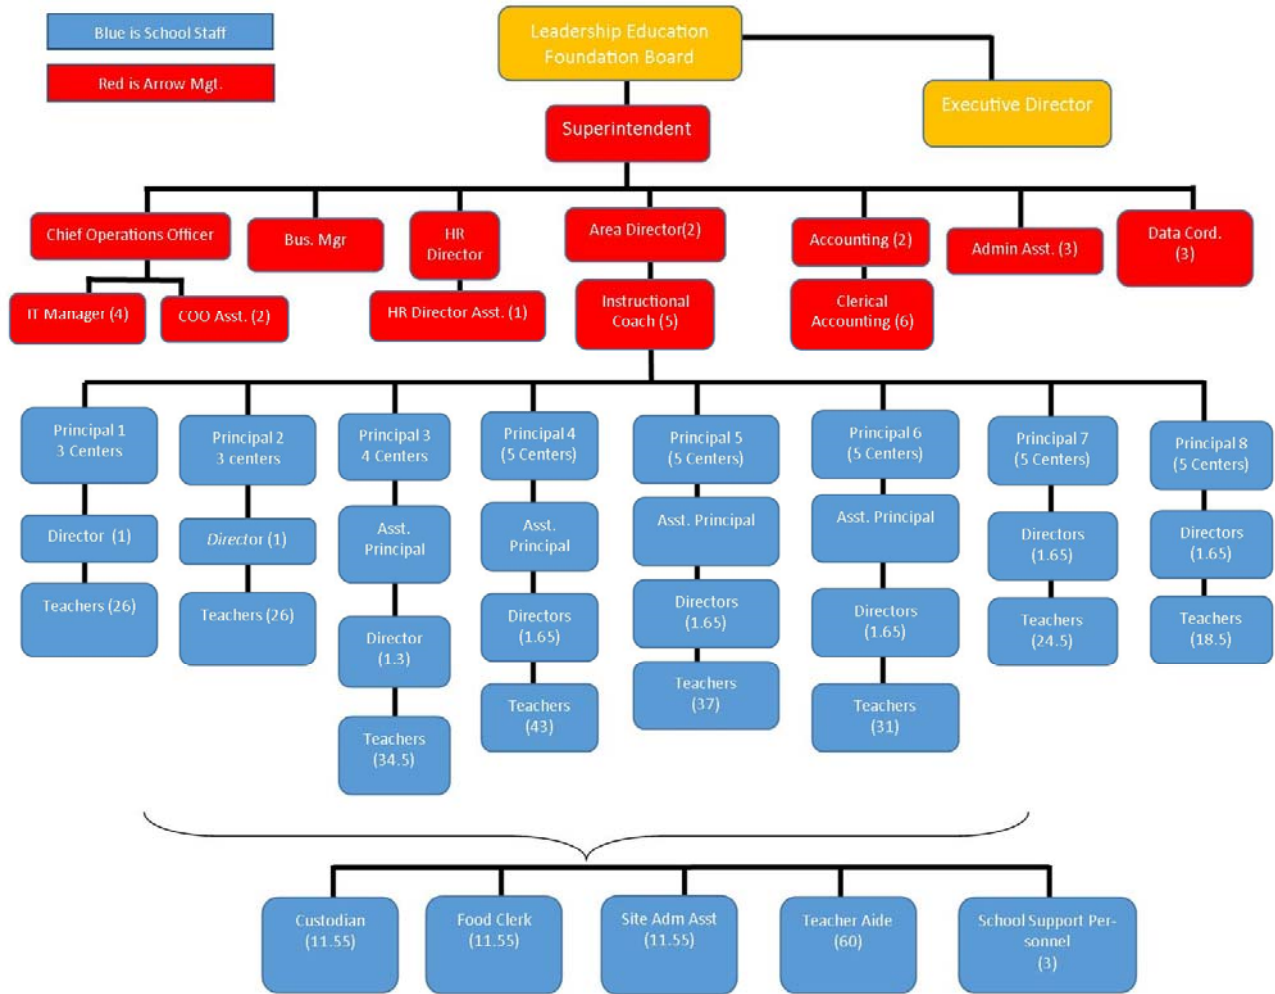 Blue is School Staff
Red is Arrow Mgt.
Leadership Education
Foundation Board
Executive Director
Superintendent
Chief Operations Officer
Bus. Mgr
HR
Director
Area Director(2)
Accounting (2)
Admin Asst. (3)
Data Cord.
(3)
IT Manager (4)
COO Asst. (2)
HR Director Asst. (1)
Instructional
Coach (5)
Clerical
Accounting (6)
Principal 1
3 Centers
Principal 2
3 centers
Principal 3
4 Centers
Principal 4
(5 Centers)
Principal 5
(5 Centers)
Principal 6
(5 Centers)
Principal 7
(5 Centers)
Principal 8
(5 Centers)
Director (1)
Director (1)
Asst.
Principal
Asst.
Principal
Asst. Principal
Asst. Principal
Directors
(1.65)
Directors
(1.65)
Teachers (26)
Teachers (26)
Director
(1.3)
Directors
(1.65)
Directors
(1.65)
Directors
(1.65)
Teachers
(24.5)
Teachers
(18.5)
Teachers
(34.5)
Teachers
(43)
Teachers
(37)
Teachers
(31)
Custodian
(11.55)
Food Clerk
(11.55)
Site Adm Asst
(11.55)
Teacher Aide
(60)
School Support Per-
sonnel
(3)